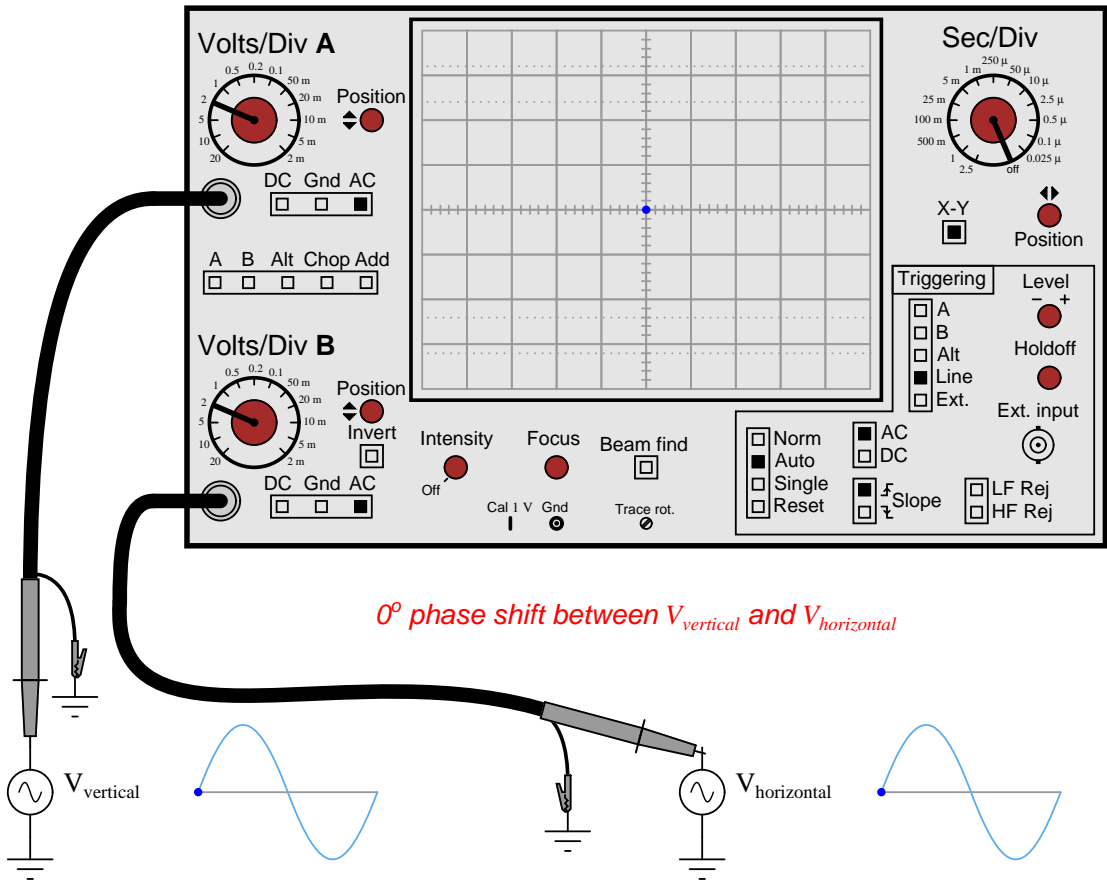 Volts/Div A
20 10 5 2 1 0.5 0.2 0.1 50 m 20 m 10 m 5 m 2 m
Position
DC Gnd AC
A B Alt Chop Add
Volts/Div B
20 10 5 2 1 0.5 0.2 0.1 50 m 20 m 10 m 5 m 2 m
Position
Invert
DC Gnd AC
Intensity
Off
Focus
Beam find
Cal 1 V Gnd
Trace rot.
Sec/Div
2.5 1 500 m 100 m 25 m 5 m 1 m 250 μ 50 μ 10 μ 2.5 μ 0.5 μ 0.1 μ 0.025 μ off
X-Y
Position
Triggering
A
B
Alt
Line
Ext.
Level
− +
Holdoff
Ext. input
Norm
Auto
Single
Reset
AC
DC
Slope
LF Rej
HF Rej
0º phase shift between Vvertical and Vhorizontal
Vvertical
Vhorizontal